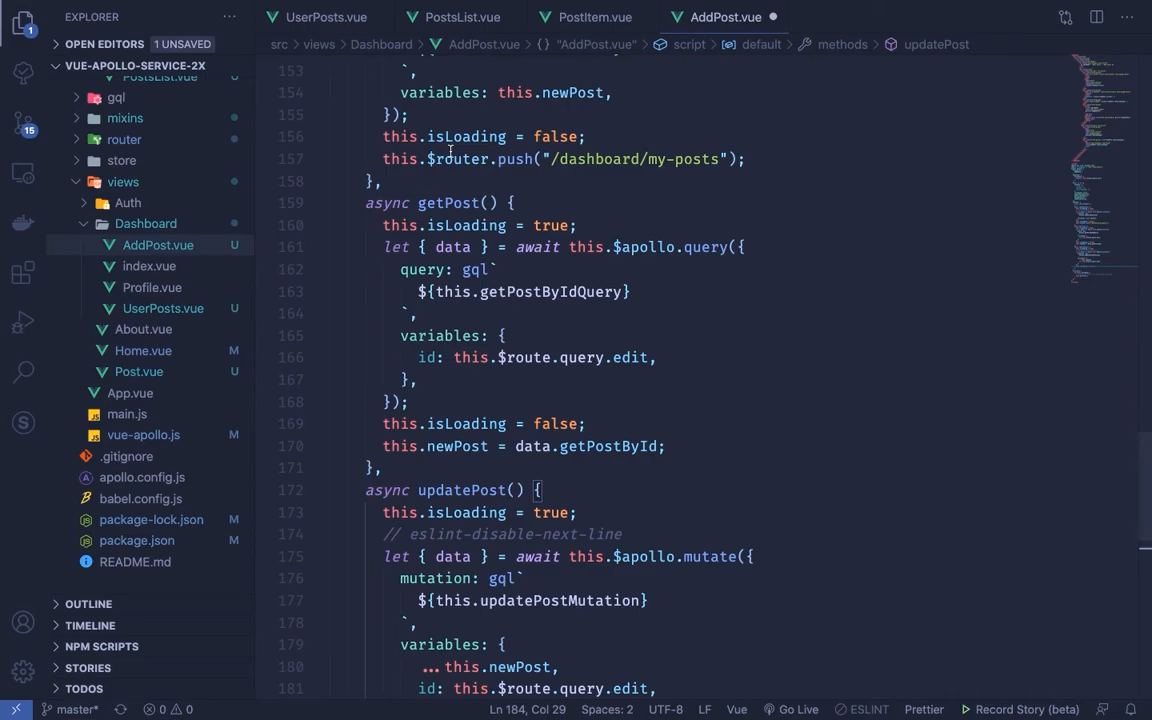 EXPLORER
UserPosts.vue
PostsList.vue
PostItem.vue
AddPost.vue
OPEN EDITORS 1 UNSAVED
src > views > Dashboard > AddPost.vue > {} "AddPost.vue" > script > default > methods > updatePost
VUE-APOLLO-SERVICE-2X
PostsList.vue
gql
mixins
router
store
views
Auth
Dashboard
AddPost.vue U
index.vue
Profile.vue
UserPosts.vue U
About.vue
Home.vue M
Post.vue U
App.vue
main.js
vue-apollo.js M
.gitignore
apollo.config.js
babel.config.js
package-lock.json M
package.json M
README.md
OUTLINE
TIMELINE
NPM SCRIPTS
STORIES
TODOS
1
15
153 `,
154 variables: this.newPost,
155 });
156 this.isLoading = false;
157 this.$router.push("/dashboard/my-posts");
158 },
159 async getPost() {
160 this.isLoading = true;
161 let { data } = await this.$apollo.query({
162 query: gql`
163 ${this.getPostByIdQuery}
164 `,
165 variables: {
166 id: this.$route.query.edit,
167 },
168 });
169 this.isLoading = false;
170 this.newPost = data.getPostById;
171 },
172 async updatePost() {
173 this.isLoading = true;
174 // eslint-disable-next-line
175 let { data } = await this.$apollo.mutate({
176 mutation: gql`
177 ${this.updatePostMutation}
178 `,
179 variables: {
180 ...this.newPost,
181 id: this.$route.query.edit,
master* 0 0 Ln 184, Col 29 Spaces: 2 UTF-8 LF Vue Go Live ESLINT Prettier Record Story (beta)